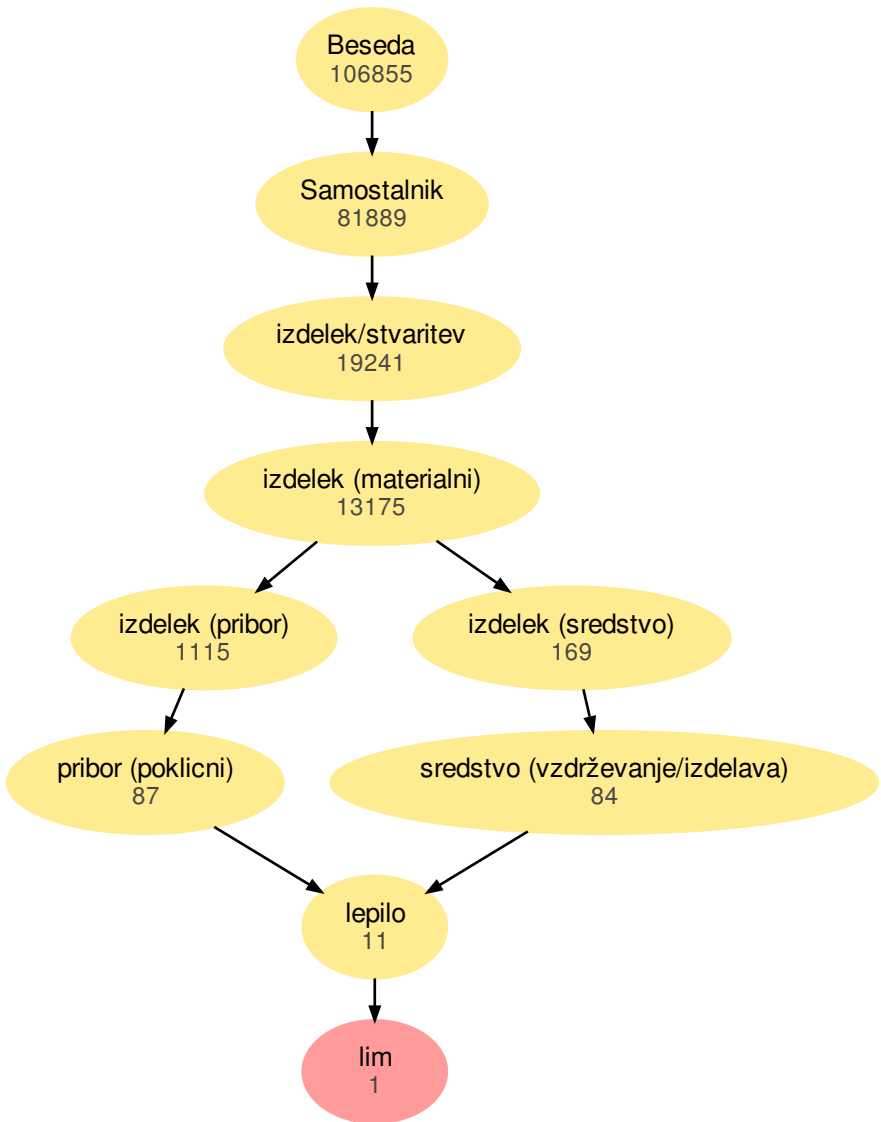 Beseda
106855
Samostalnik
81889
izdelek/stvaritev
19241
izdelek (materialni)
13175
izdelek (pribor)
1115
izdelek (sredstvo)
169
pribor (poklicni)
87
sredstvo (vzdrževanje/izdelava)
84
lepilo
11
lim
1